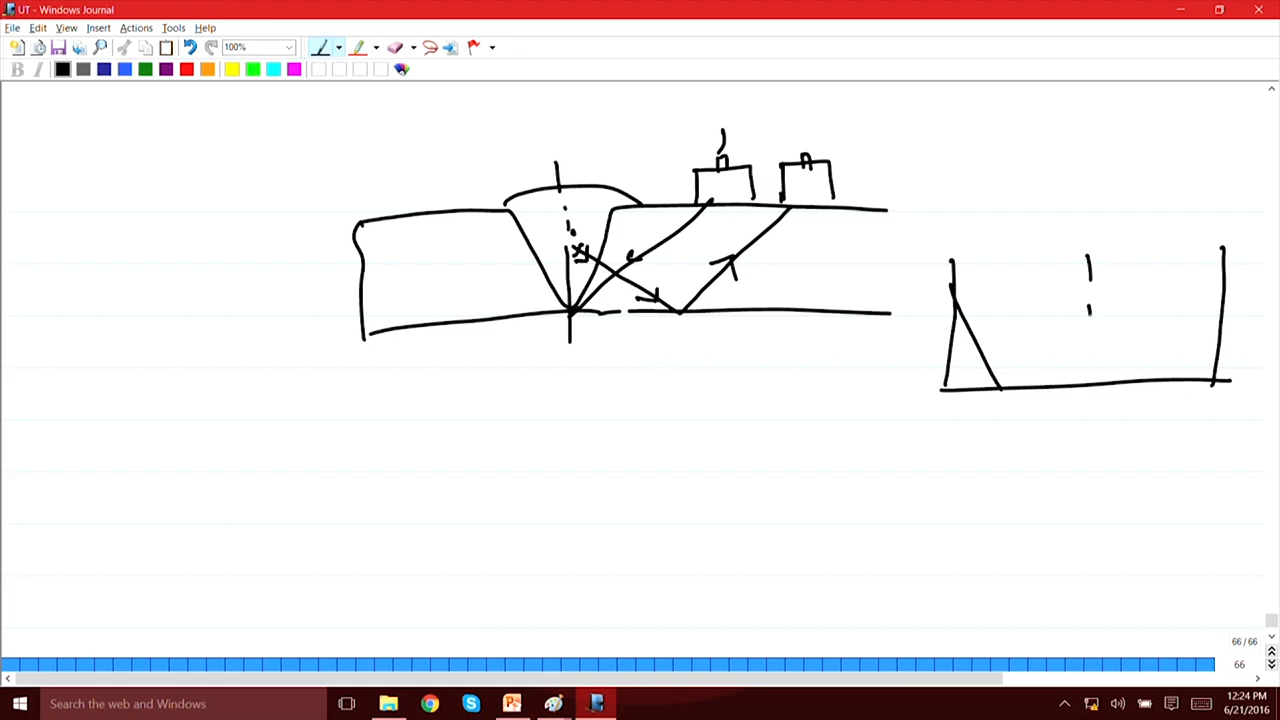 UT - Windows Journal
File Edit View Insert Actions Tools Help
100%
B I
66 / 66
66
Search the web and Windows
12:24 PM
6/21/2016